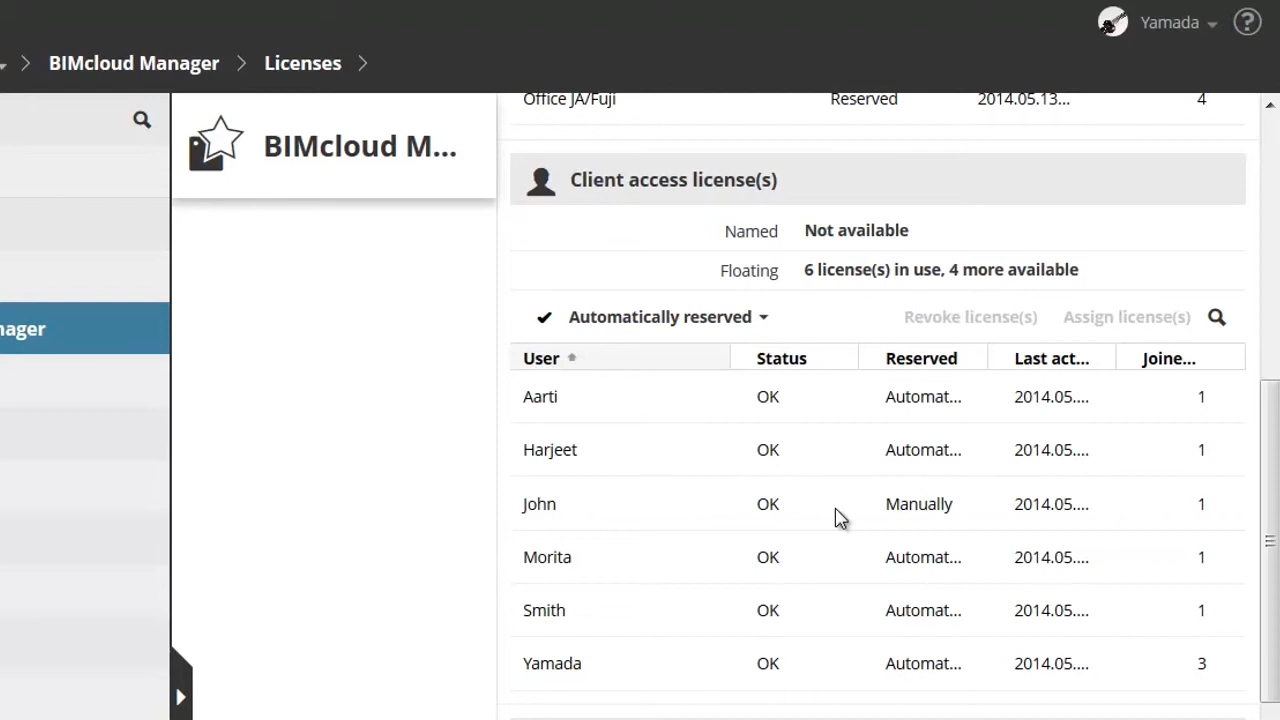 Yamada
BIMcloud Manager Licenses
Office JA/Fuji Reserved 2014.05.13... 4
BIMcloud M...
Client access license(s)
Named Not available
Floating 6 license(s) in use, 4 more available
nager
Automatically reserved Revoke license(s) Assign license(s)
User Status Reserved Last act... Joine...
Aarti OK Automat... 2014.05.... 1
Harjeet OK Automat... 2014.05.... 1
John OK Manually 2014.05.... 1
Morita OK Automat... 2014.05.... 1
Smith OK Automat... 2014.05.... 1
Yamada OK Automat... 2014.05.... 3